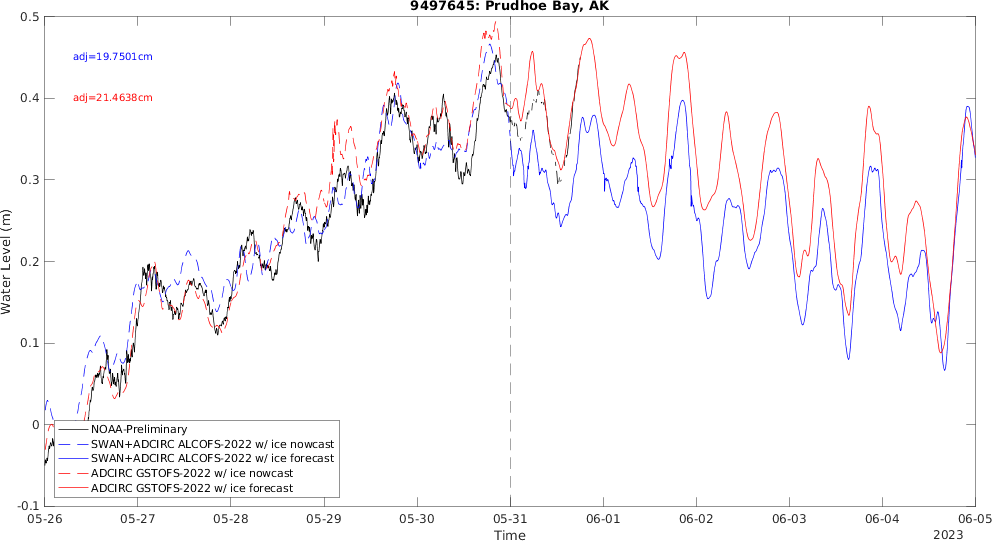 9497645: Prudhoe Bay, AK
adj=19.7501cm
adj=21.4638cm
Water Level (m)
0.5
0.4
0.3
0.2
0.1
0
-0.1
NOAA-Preliminary
SWAN+ADCIRC ALCOFS-2022 w/ ice nowcast
SWAN+ADCIRC ALCOFS-2022 w/ ice forecast
ADCIRC GSTOFS-2022 w/ ice nowcast
ADCIRC GSTOFS-2022 w/ ice forecast
05-26 05-27 05-28 05-29 05-30 05-31 06-01 06-02 06-03 06-04 06-05
Time
2023